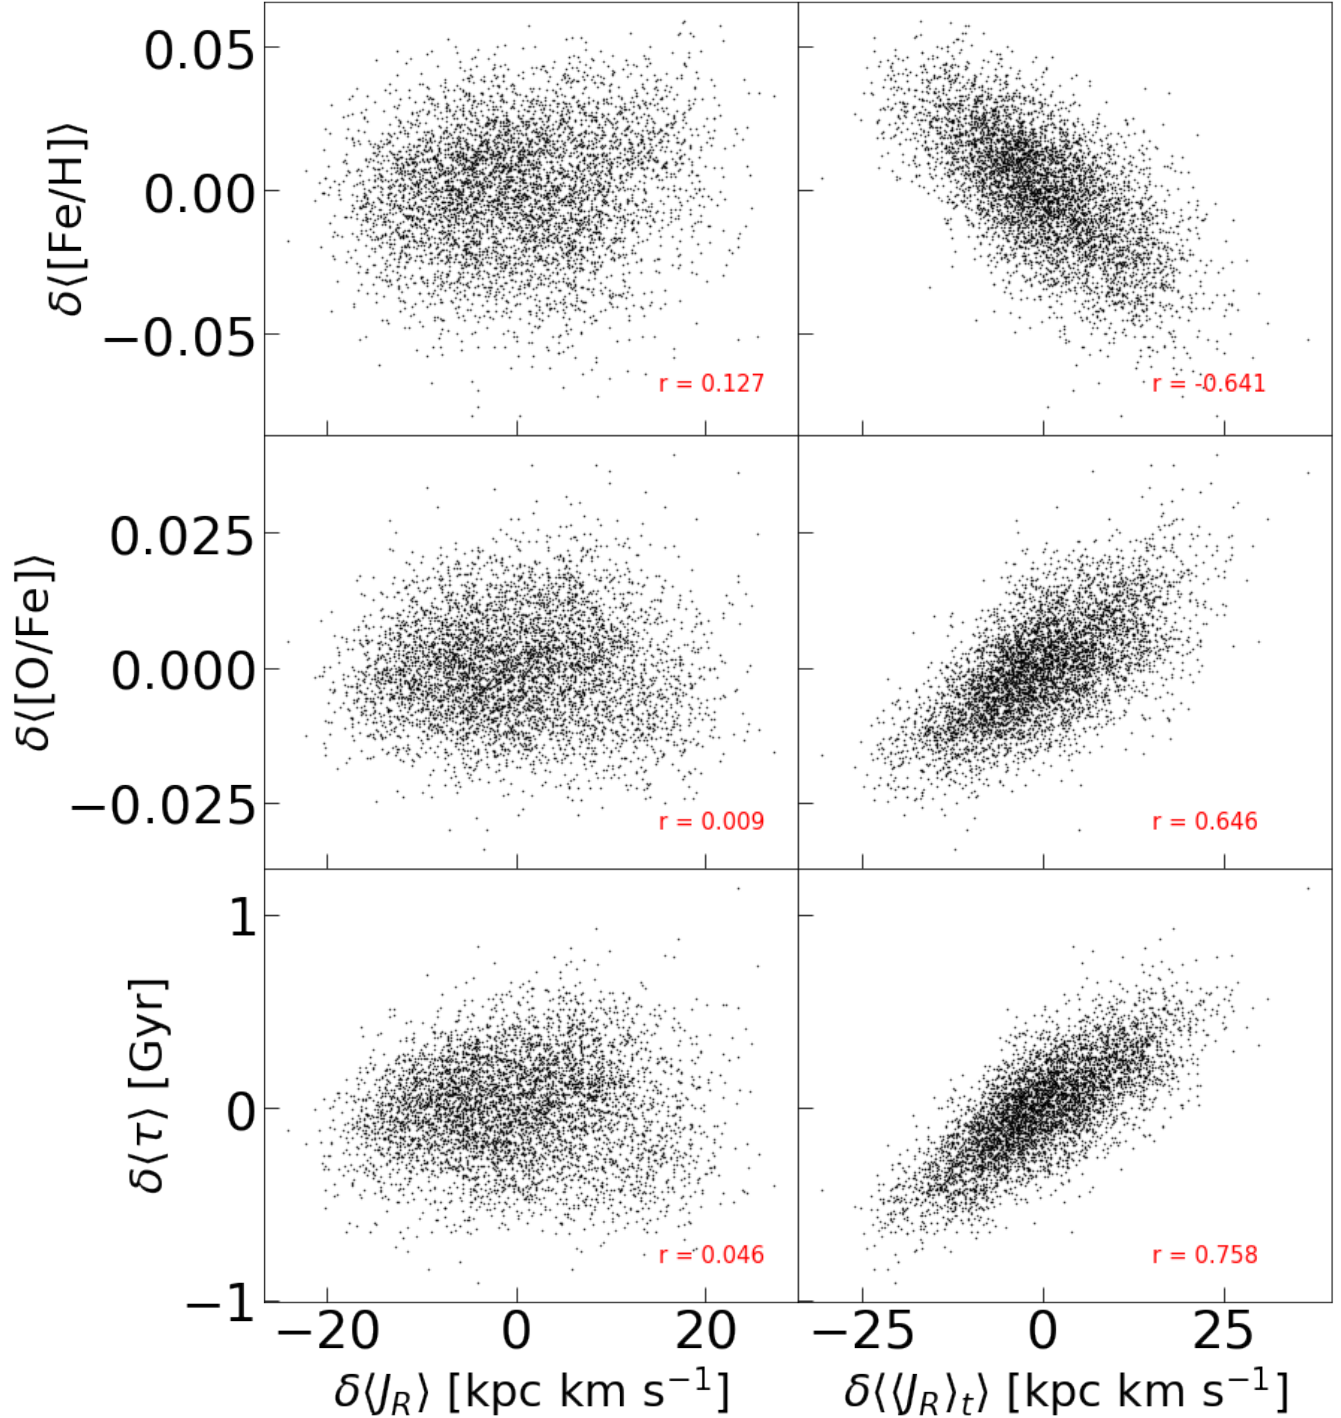 0.05
0.00
−0.05
δ⟨[Fe/H]⟩
r = 0.127
r = -0.641
0.025
0.000
−0.025
δ⟨[O/Fe]⟩
r = 0.009
r = 0.646
1
0
−1
δ⟨τ⟩ [Gyr]
r = 0.046
r = 0.758
−20 0 20
−25 0 25
δ⟨J_R⟩ [kpc km s⁻¹]
δ⟨⟨J_R⟩_t⟩ [kpc km s⁻¹]